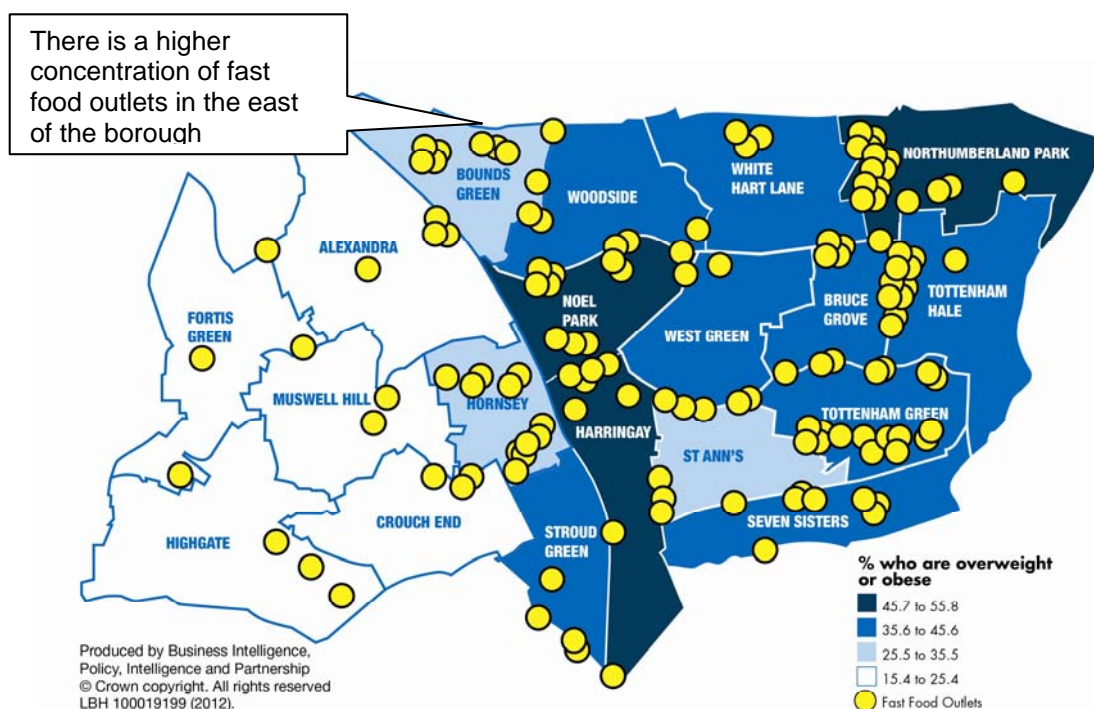 There is a higher
concentration of fast
food outlets in the east
of the borough
BOUNDS
GREEN
WOODSIDE
WHITE
HART LANE
NORTHUMBERLAND PARK
ALEXANDRA
FORTIS
GREEN
NOEL
PARK
BRUCE
GROVE
TOTTENHAM
HALE
WEST GREEN
MUSWELL HILL
HORNSEY
HARRINGAY
TOTTENHAM GREEN
ST ANN'S
CROUCH END
HIGHGATE
STROUD
GREEN
SEVEN SISTERS
% who are overweight
or obese
45.7 to 55.8
35.6 to 45.6
25.5 to 35.5
15.4 to 25.4
Fast Food Outlets
Produced by Business Intelligence,
Policy, Intelligence and Partnership
© Crown copyright. All rights reserved
LBH 100019199 (2012).